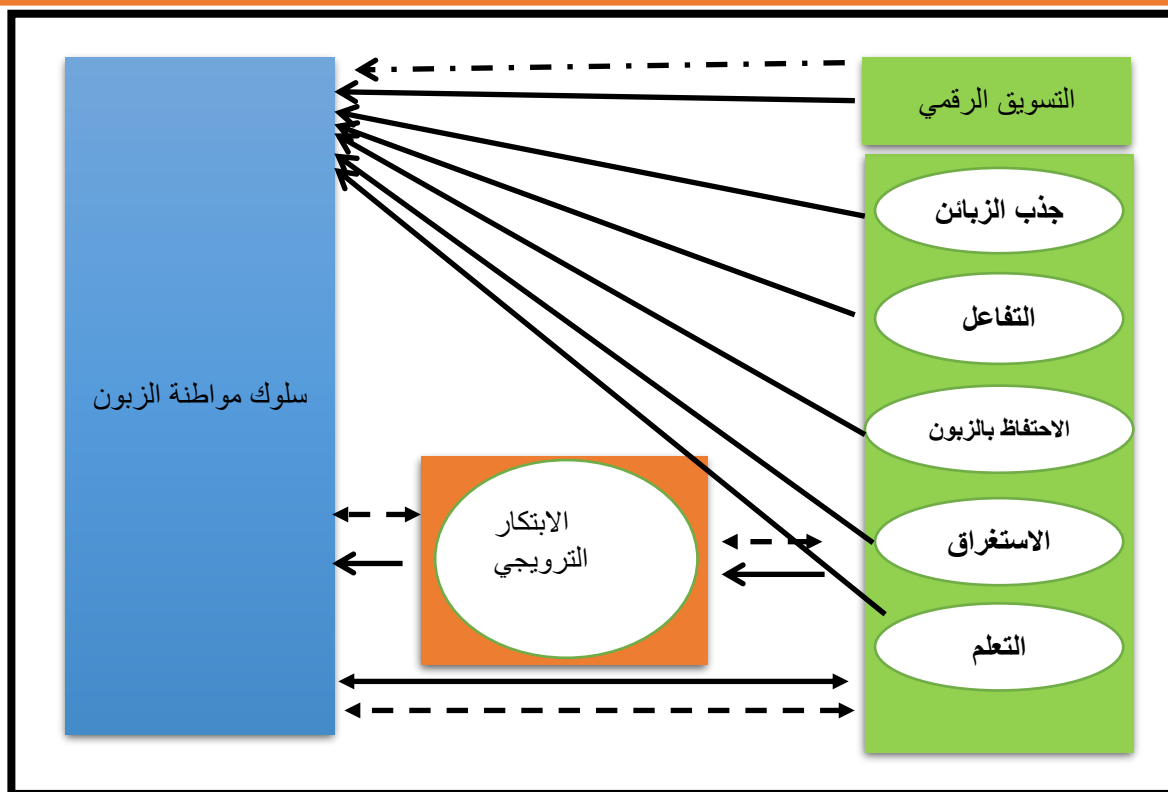 التسويق الرقمي
جذب الزبائن
التفاعل
الاحتفاظ بالزبون
الاستغراق
التعلم
الابتكار
الترويجي
سلوك مواطنة الزبون